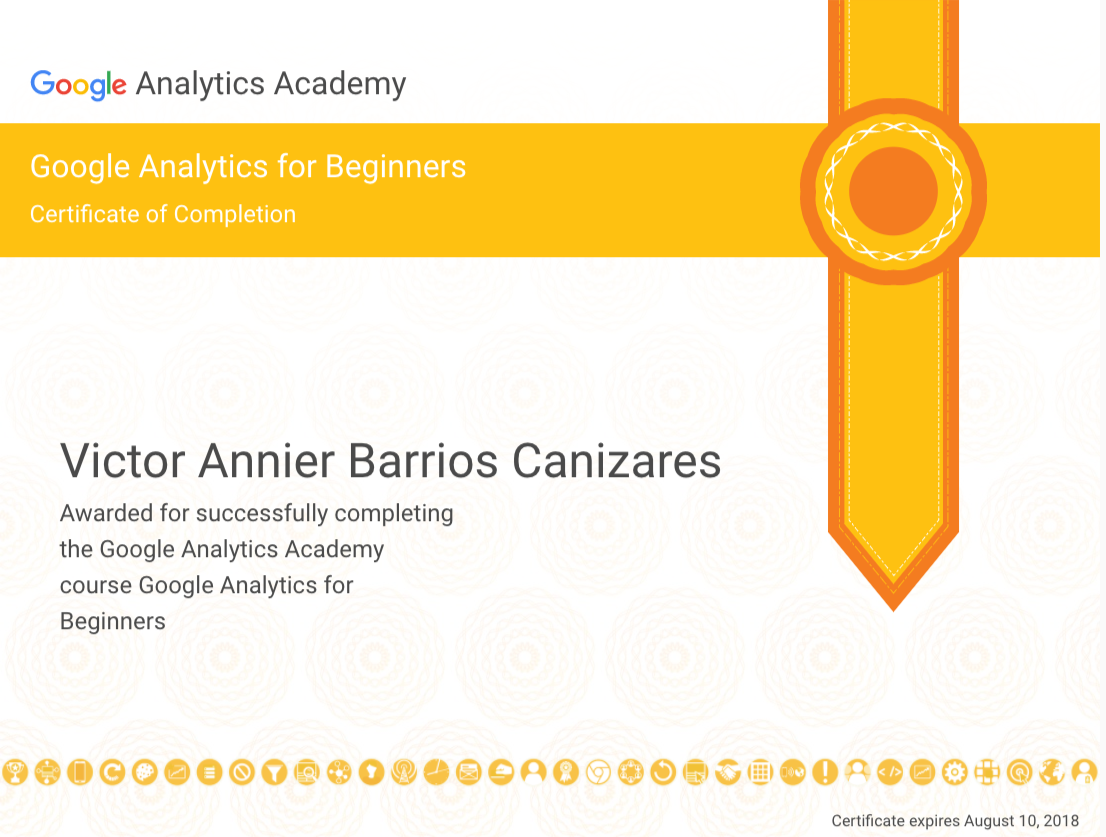 Google Analytics Academy
Google Analytics for Beginners
Certificate of Completion
Victor Annier Barrios Canizares
Awarded for successfully completing
the Google Analytics Academy
course Google Analytics for
Beginners
Certificate expires August 10, 2018